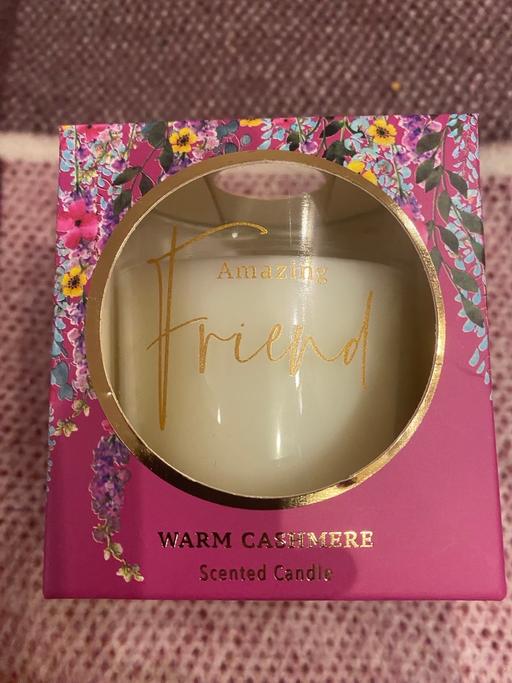 Amazing
Friend
WARM CASHMERE
Scented Candle